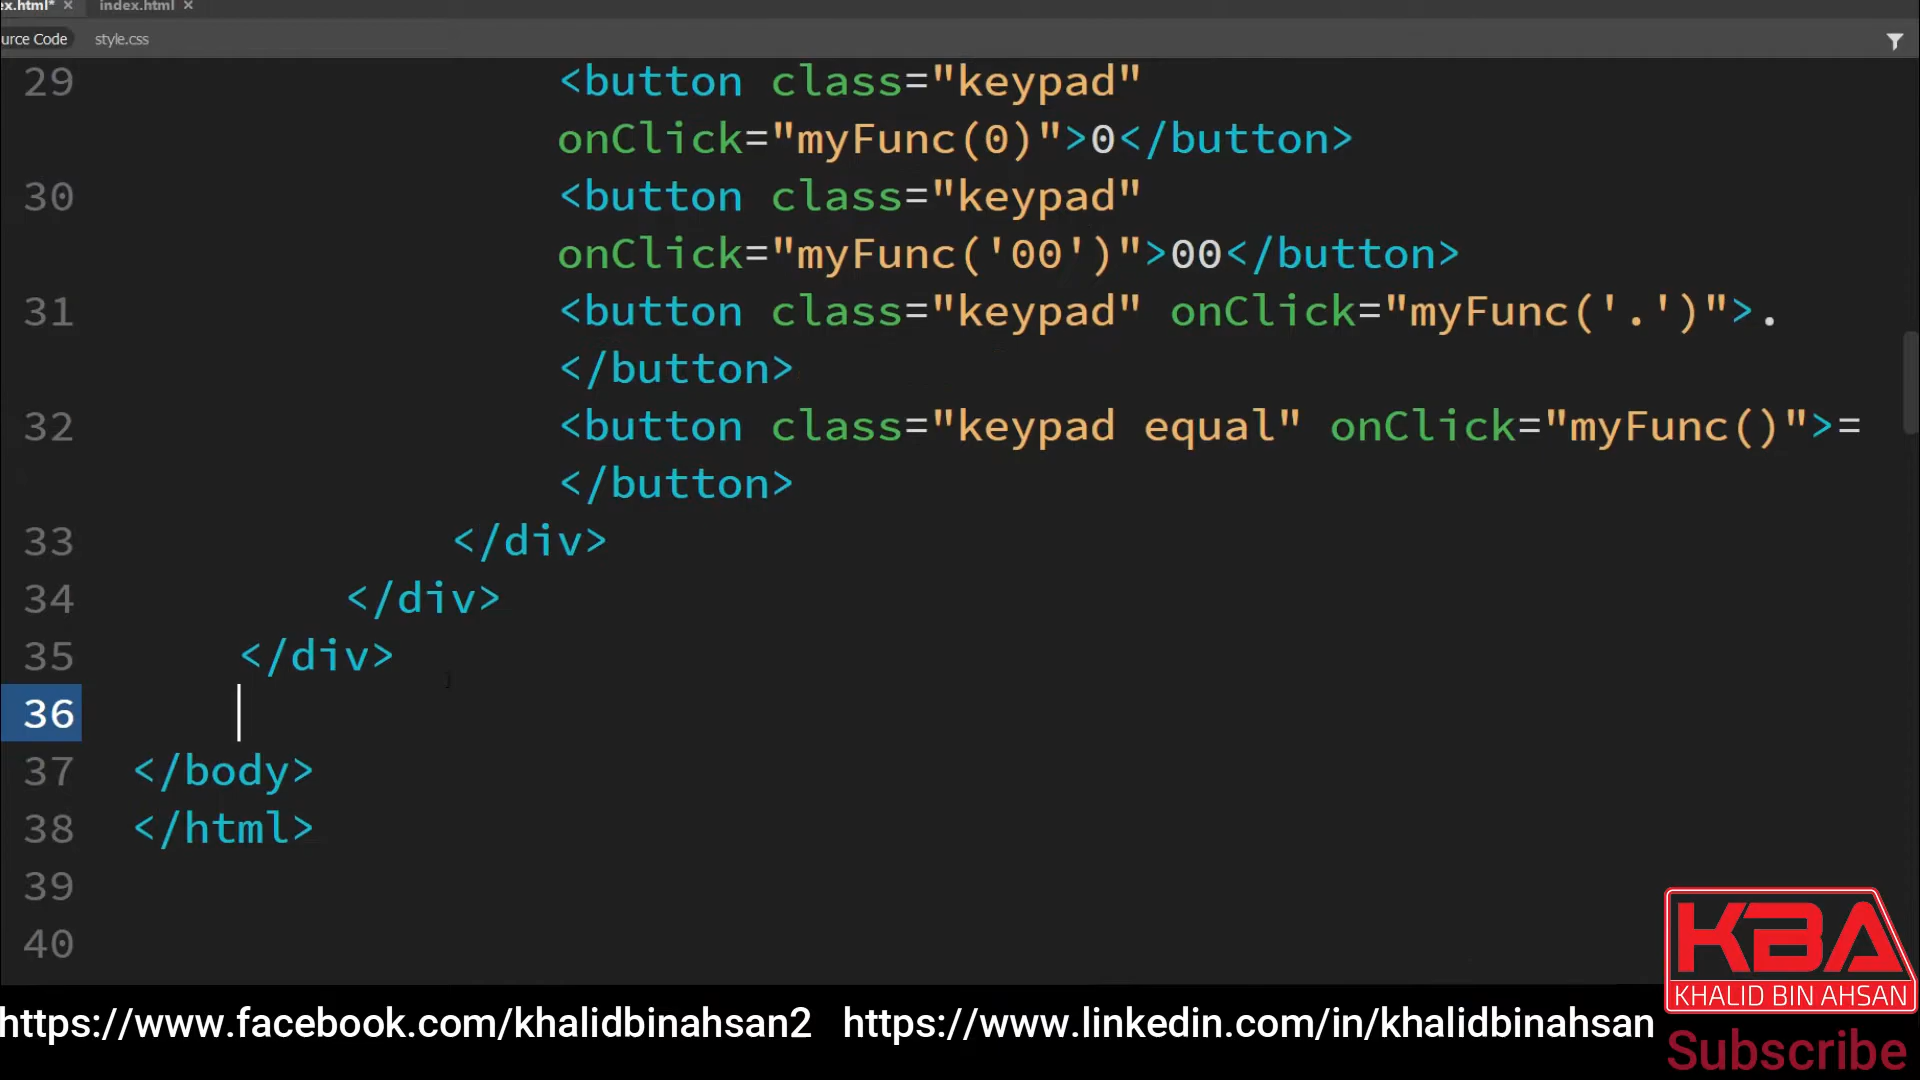 ex.html* × index.html ×
urce Code style.css
29 <button class="keypad"
onClick="myFunc(0)">0</button>
30 <button class="keypad"
onClick="myFunc('00')">00</button>
31 <button class="keypad" onClick="myFunc('.')">.
</button>
32 <button class="keypad equal" onClick="myFunc()">=
</button>
33 </div>
34 </div>
35 </div>
36
37 </body>
38 </html>
39
40
KBA
KHALID BIN AHSAN
https://www.facebook.com/khalidbinahsan2 https://www.linkedin.com/in/khalidbinahsan
Subscribe